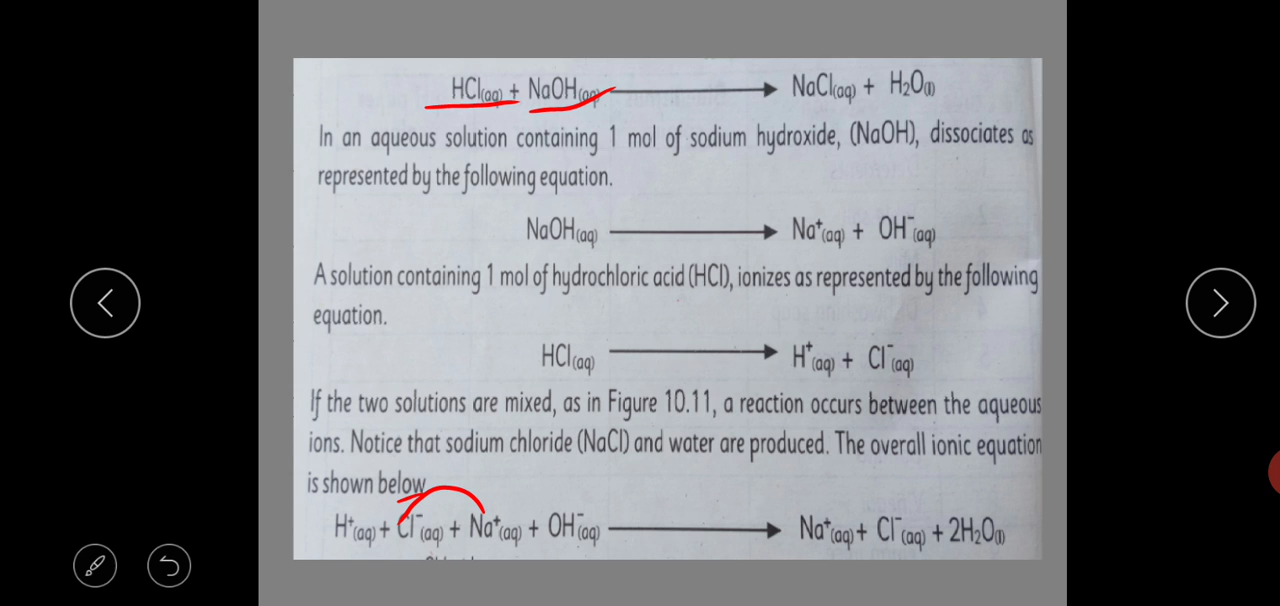 HCl(aq) + NaOH(aq) ⟶ NaCl(aq) + H₂O(l)
In an aqueous solution containing 1 mol of sodium hydroxide, (NaOH), dissociates as
represented by the following equation.
NaOH(aq) ⟶ Na⁺(aq) + OH⁻(aq)
A solution containing 1 mol of hydrochloric acid (HCl), ionizes as represented by the following
equation.
HCl(aq) ⟶ H⁺(aq) + Cl⁻(aq)
If the two solutions are mixed, as in Figure 10.11, a reaction occurs between the aqueous
ions. Notice that sodium chloride (NaCl) and water are produced. The overall ionic equation
is shown below
H⁺(aq) + Cl⁻(aq) + Na⁺(aq) + OH⁻(aq) ⟶ Na⁺(aq) + Cl⁻(aq) + 2H₂O(l)